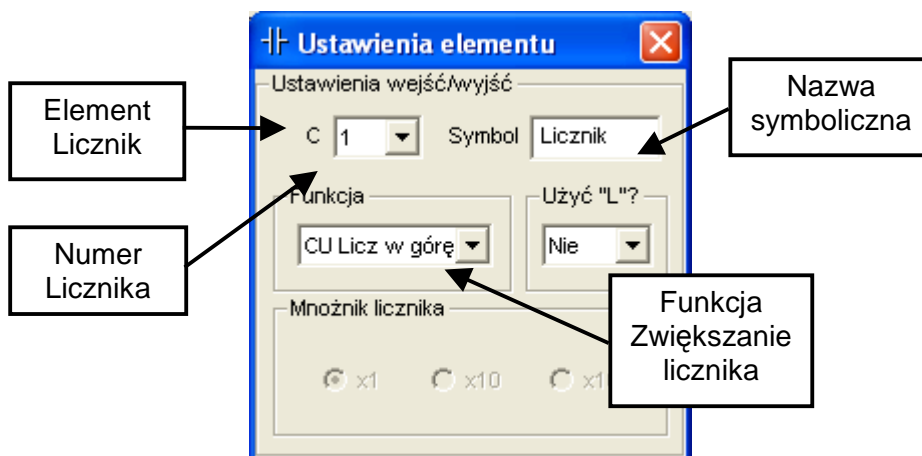 Ustawienia elementu
Ustawienia wejść/wyjść
Element
Licznik
C 1 Symbol Licznik
Nazwa
symboliczna
Funkcja Użyć "L"?
CU Licz w górę Nie
Numer
Licznika
Mnożnik licznika
x1 x10
Funkcja
Zwiększanie
licznika